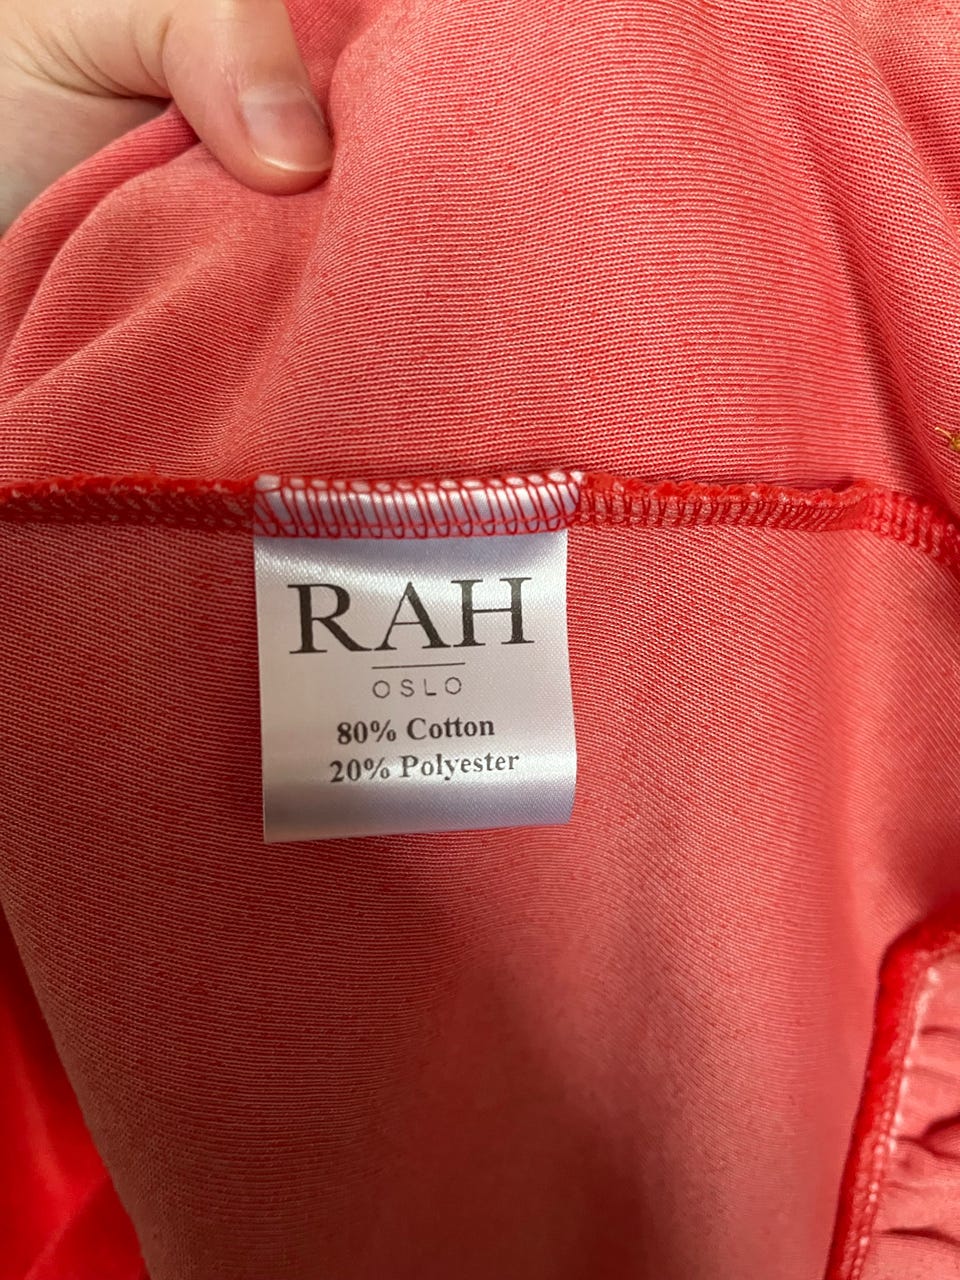 RAH
OSLO
80% Cotton
20% Polyester